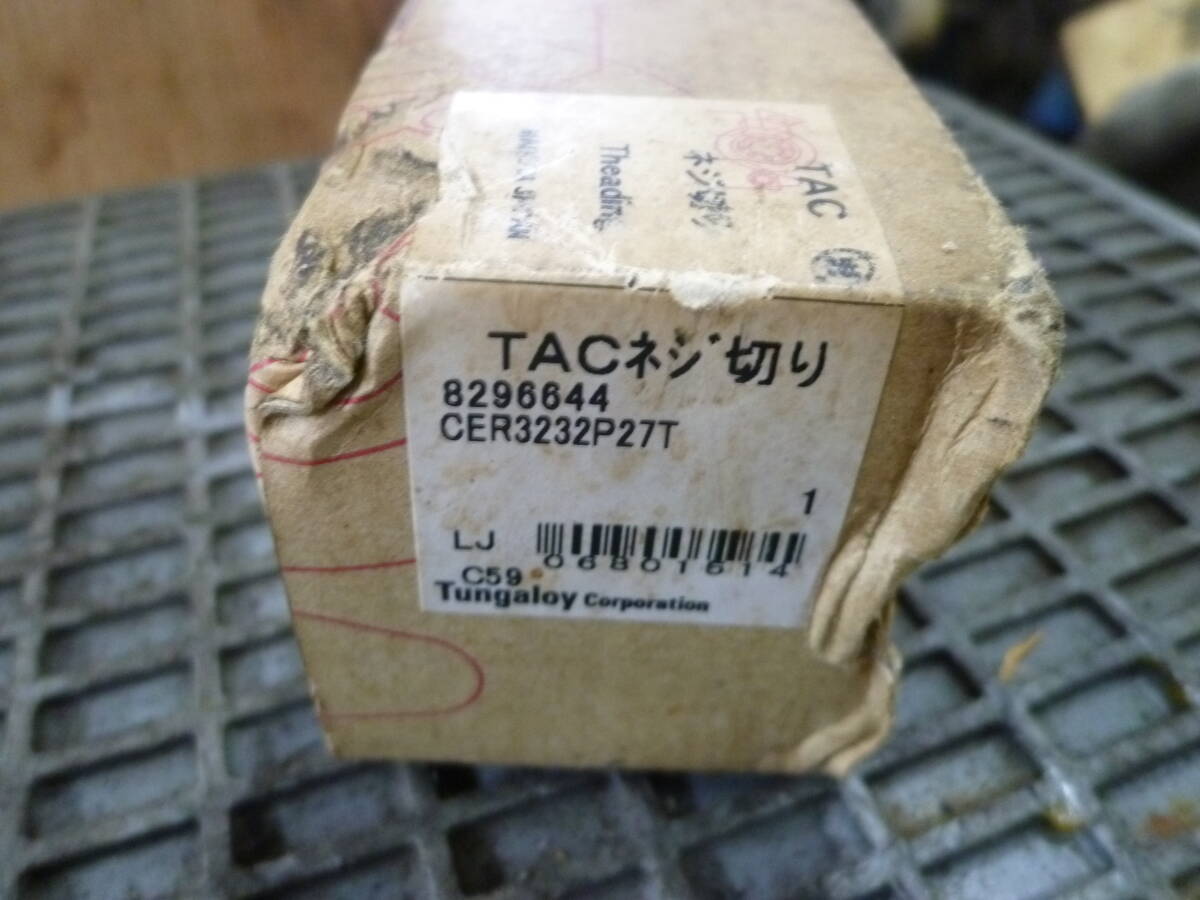 TAC
ネジ切り
Theading
MADE IN JAPAN
TACネジ切り
8296644
CER3232P27T
1
LJ
06801614
C59
Tungaloy Corporation